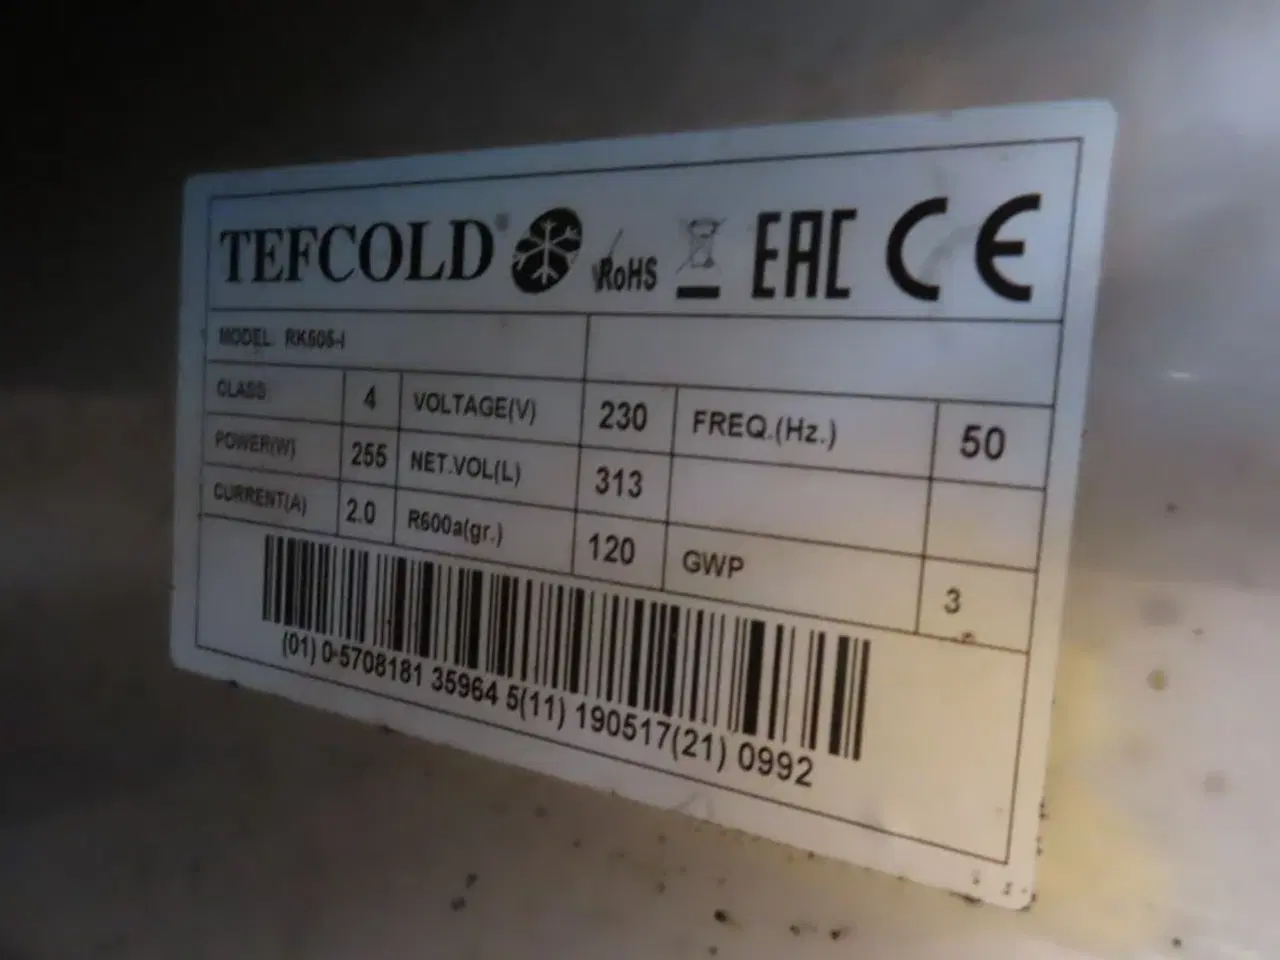 TEFCOLD® RoHS EAC CE
MODEL RK505-I
CLASS 4 VOLTAGE(V) 230 FREQ.(Hz.) 50
POWER(W) 255 NET.VOL(L) 313
CURRENT(A) 2.0 R600a(gr.) 120 GWP 3
(01) 0 5708181 35964 5(11) 190517(21) 0992